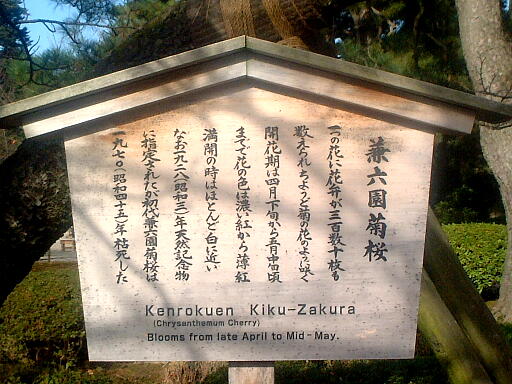 兼六園菊桜
一つの花に花弁が三百数十枚も
数えられちょうど菊の花のように咲く
開花期は四月下旬から五月中旬頃
までで花の色は濃い紅から薄紅
満開の時はほとんど白に近い
なお一九二八(昭和三)年天然記念物
に指定されたが初代兼六園菊桜は
一九七〇(昭和四五)年枯死した
Kenrokuen Kiku-Zakura
(Chrysanthemum Cherry)
Blooms from late April to Mid-May.